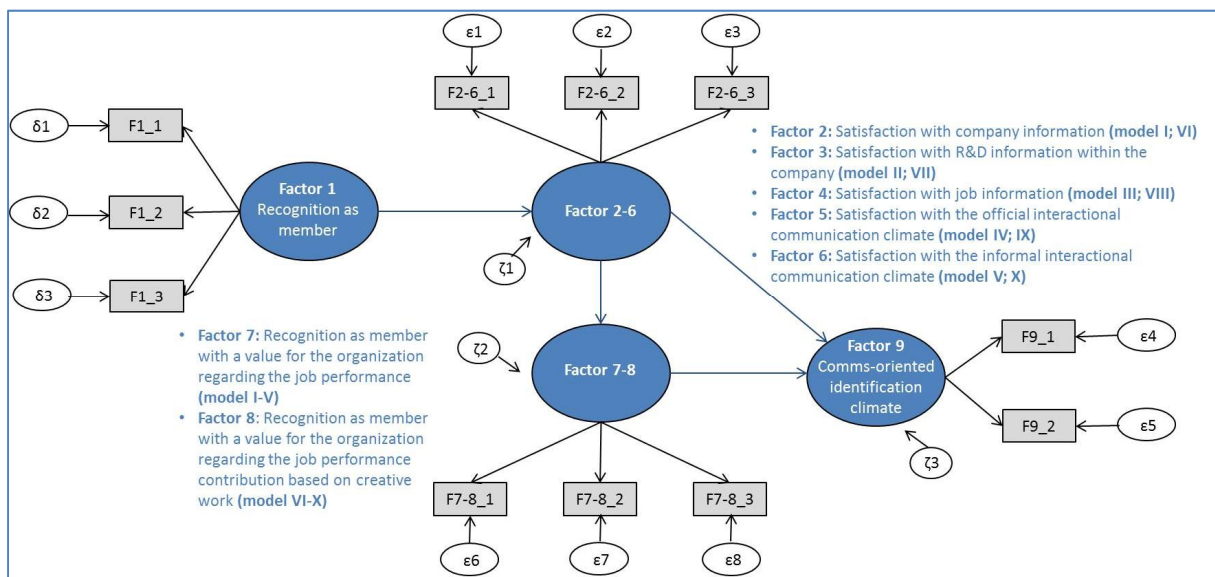 ε1
ε2
ε3
F2-6_1
F2-6_2
F2-6_3
δ1
F1_1
δ2
F1_2
δ3
F1_3
Factor 1
Recognition as
member
Factor 2-6
ζ1
• Factor 2: Satisfaction with company information (model I; VI)
• Factor 3: Satisfaction with R&D information within the
company (model II; VII)
• Factor 4: Satisfaction with job information (model III; VIII)
• Factor 5: Satisfaction with the official interactional
communication climate (model IV; IX)
• Factor 6: Satisfaction with the informal interactional
communication climate (model V; X)
• Factor 7: Recognition as member
with a value for the organization
regarding the job performance
(model I-V)
• Factor 8: Recognition as member
with a value for the organization
regarding the job performance
contribution based on creative
work (model VI-X)
ζ2
Factor 7-8
Factor 9
Comms-oriented
identification
climate
F9_1
ε4
F9_2
ε5
ζ3
F7-8_1
F7-8_2
F7-8_3
ε6
ε7
ε8